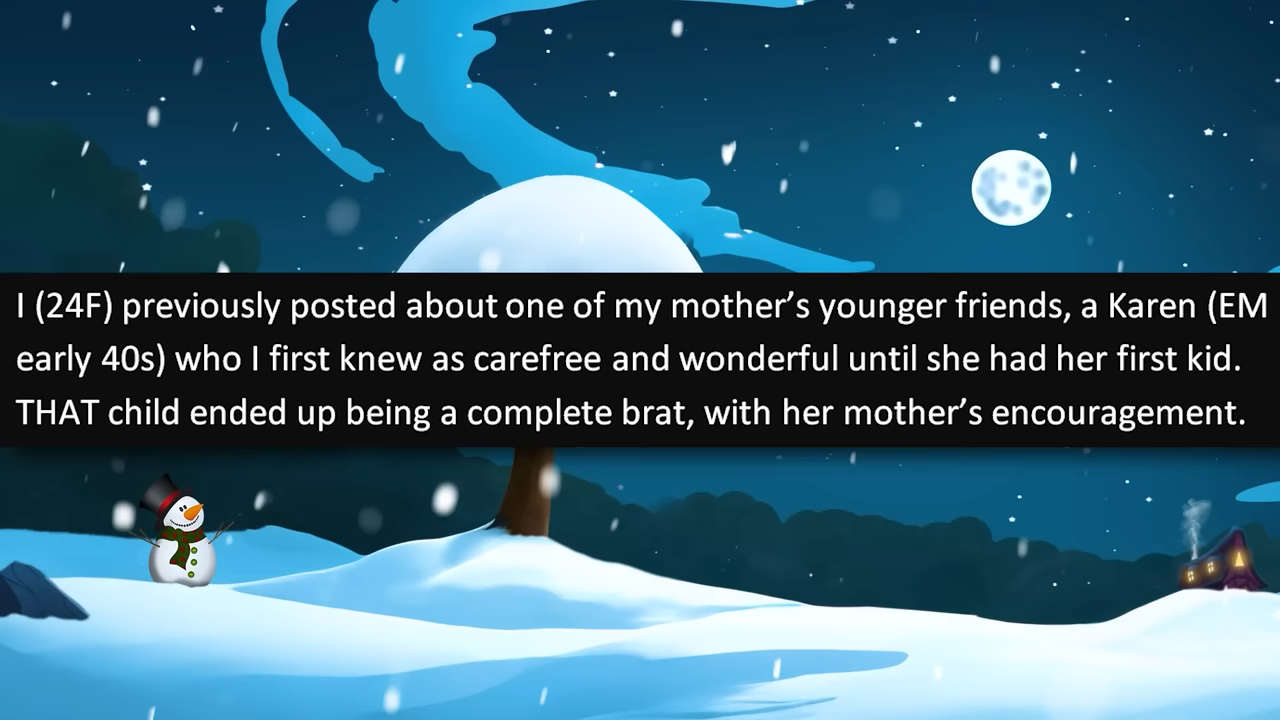 I (24F) previously posted about one of my mother’s younger friends, a Karen (EM
early 40s) who I first knew as carefree and wonderful until she had her first kid.
THAT child ended up being a complete brat, with her mother’s encouragement.